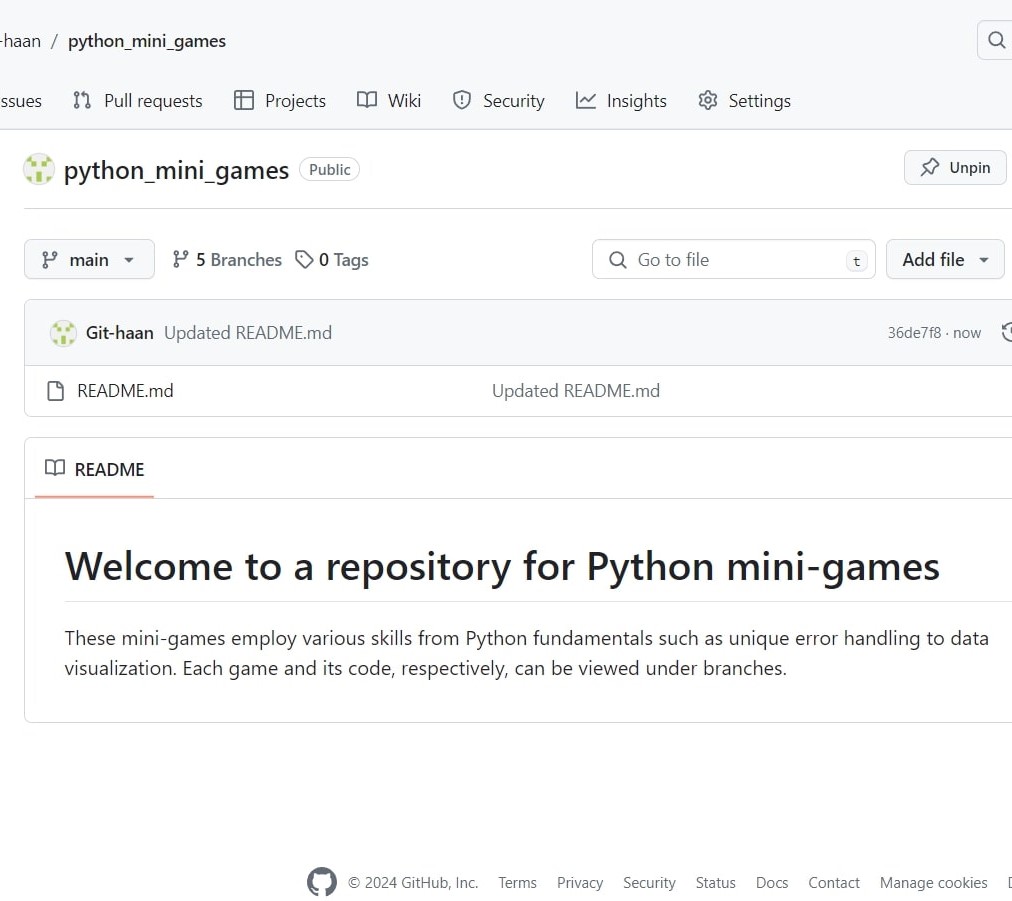 -haan / python_mini_games
ssues Pull requests Projects Wiki Security Insights Settings
python_mini_games Public Unpin
main 5 Branches 0 Tags Go to file t Add file
Git-haan Updated README.md 36de7f8 · now
README.md Updated README.md
README
Welcome to a repository for Python mini-games
These mini-games employ various skills from Python fundamentals such as unique error handling to data
visualization. Each game and its code, respectively, can be viewed under branches.
© 2024 GitHub, Inc. Terms Privacy Security Status Docs Contact Manage cookies